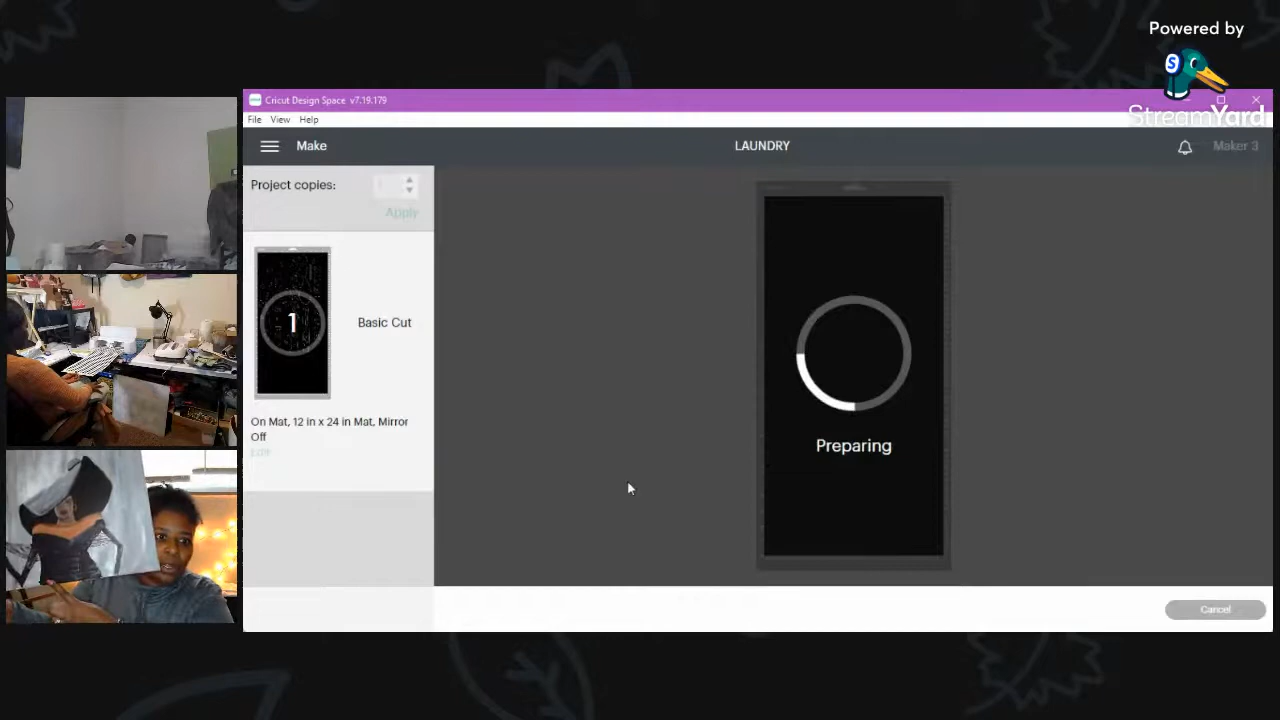 Powered by
S
StreamYard
Cricut Design Space v7.19.179
File View Help
Make
LAUNDRY
Maker 3
Project copies:
Apply
1
Basic Cut
On Mat, 12 in x 24 in Mat, Mirror
Off
Edit
Preparing
Cancel